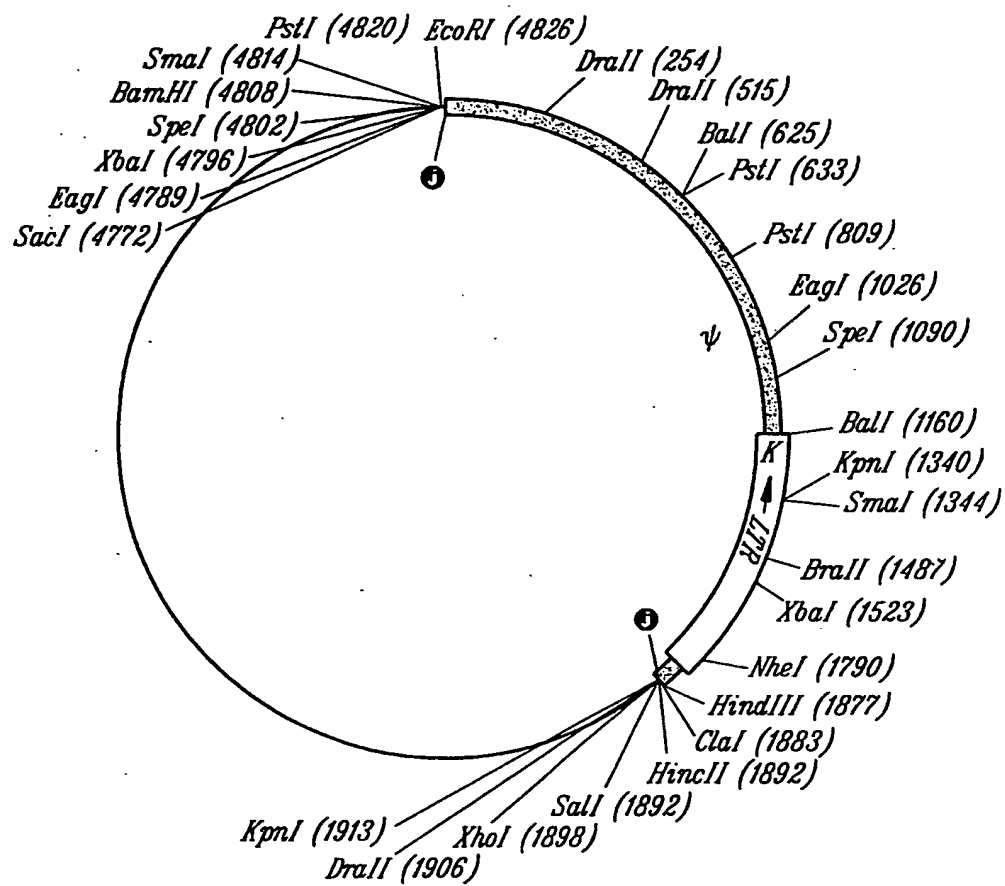 PstI (4820) EcoRI (4826)
SmaI (4814)
BamHI (4808)
SpeI (4802)
XbaI (4796)
EagI (4789)
SacI (4772)
j
DraII (254)
DraII (515)
BalI (625)
PstI (633)
PstI (809)
EagI (1026)
SpeI (1090)
ψ
BalI (1160)
K
KpnI (1340)
SmaI (1344)
LTR
BraII (1487)
XbaI (1523)
j
NheI (1790)
HindIII (1877)
ClaI (1883)
HincII (1892)
SalI (1892)
XhoI (1898)
KpnI (1913)
DraII (1906)